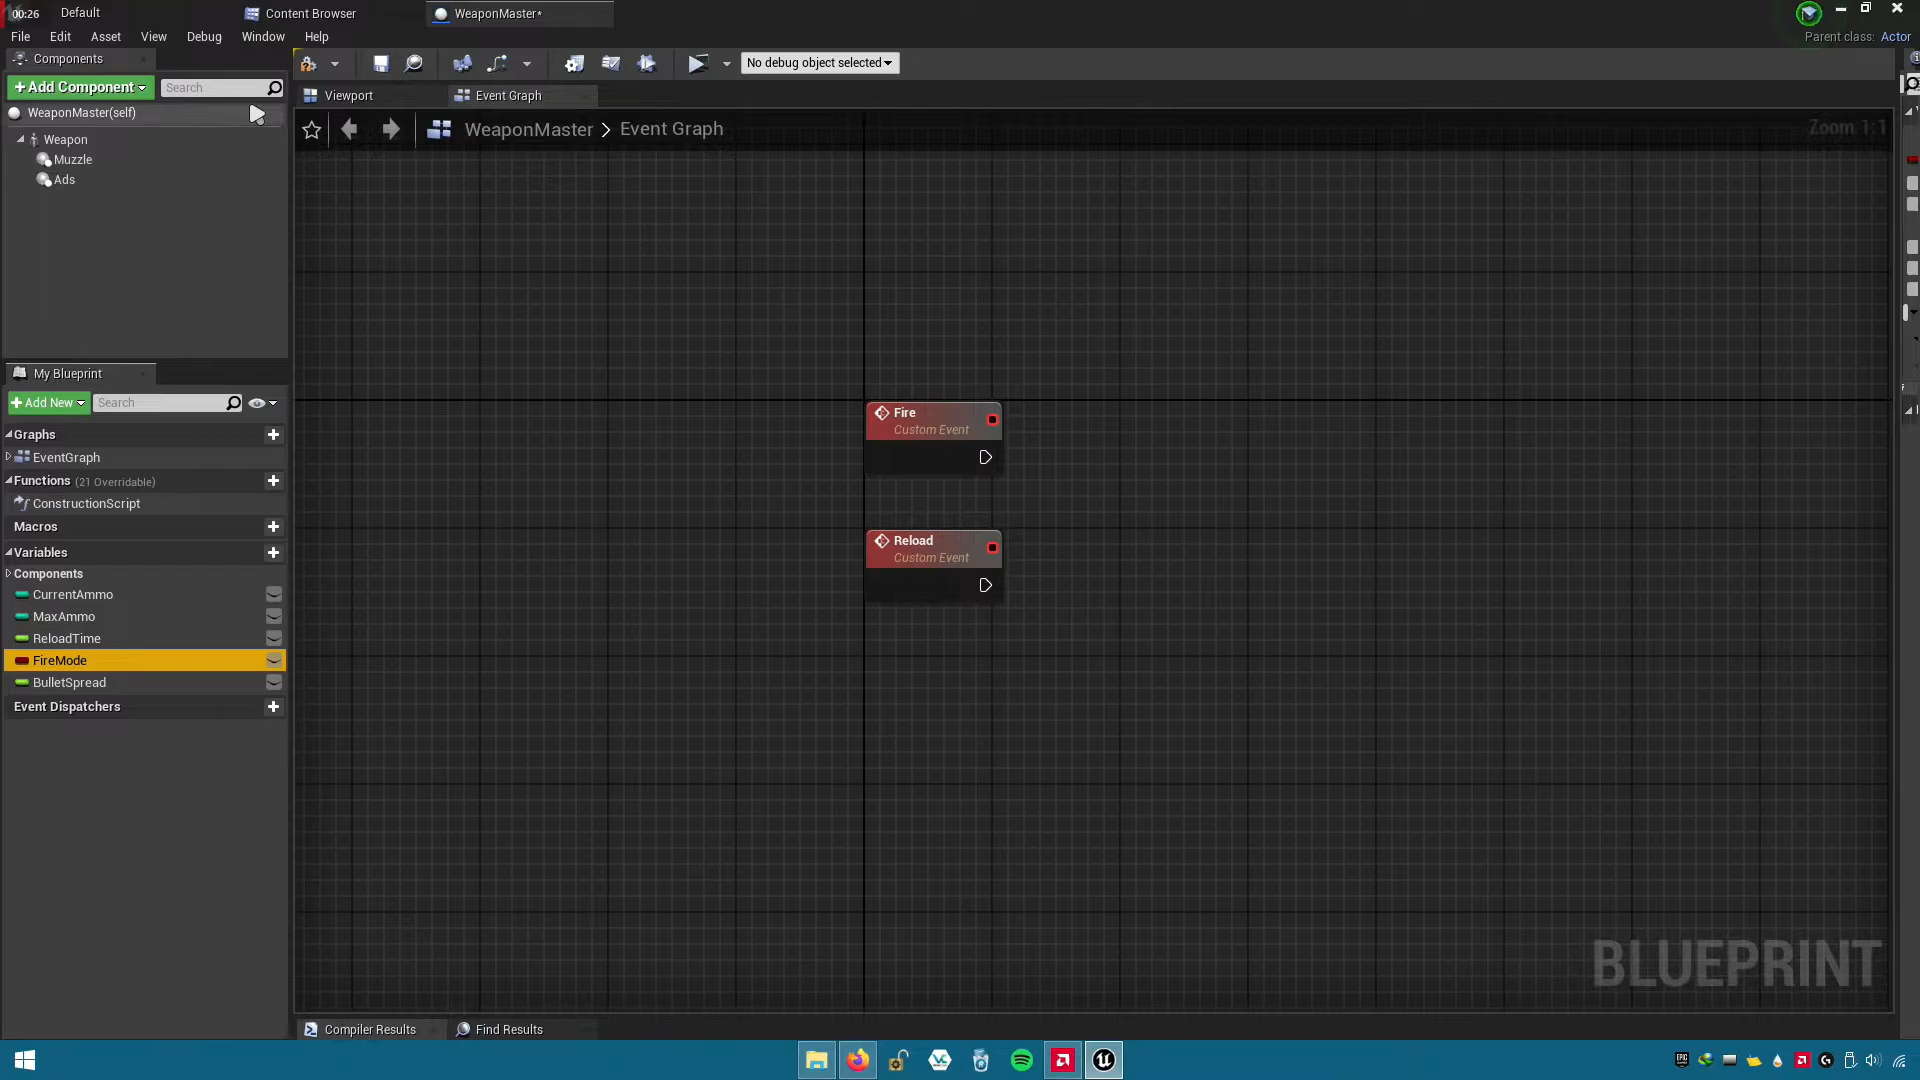 00:26
Default
Content Browser
WeaponMaster*
File
Edit
Asset
View
Debug
Window
Help
Parent class: Actor
Components
+Add Component
Search
No debug object selected
WeaponMaster(self)
Viewport
Event Graph
WeaponMaster > Event Graph
Zoom 1:1
Weapon
Muzzle
Ads
My Blueprint
+Add New
Search
Graphs
EventGraph
Functions (21 Overridable)
ConstructionScript
Macros
Variables
Components
CurrentAmmo
MaxAmmo
ReloadTime
FireMode
BulletSpread
Event Dispatchers
Fire
Custom Event
Reload
Custom Event
BLUEPRINT
Compiler Results
Find Results